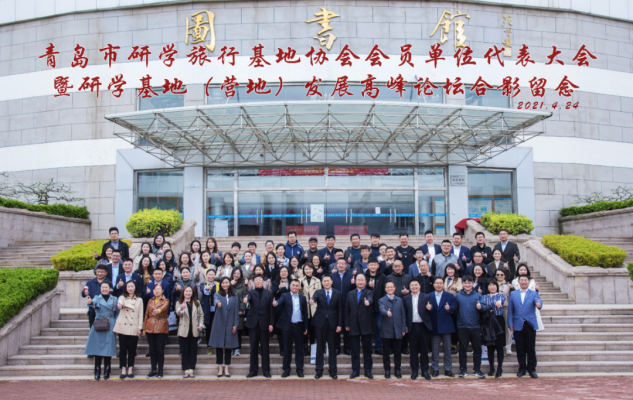 圖書館
青岛市研学旅行基地协会会员单位代表大会
暨研学基地（营地）发展高峰论坛合影留念
2021.4.24